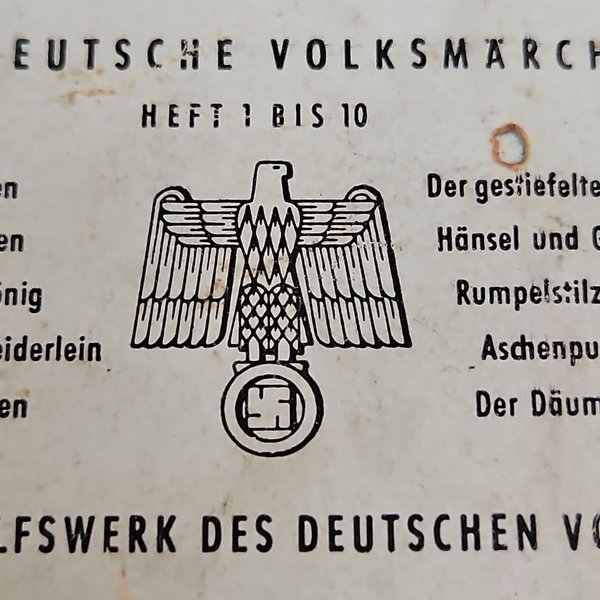 EUTSCHE VOLKSMÄRCH
HEFT 1 BIS 10
en
en
önig
eiderlein
en
Der gestiefelte
Hänsel und G
Rumpelstilz
Aschenpu
Der Däum
LFSWERK DES DEUTSCHEN VO